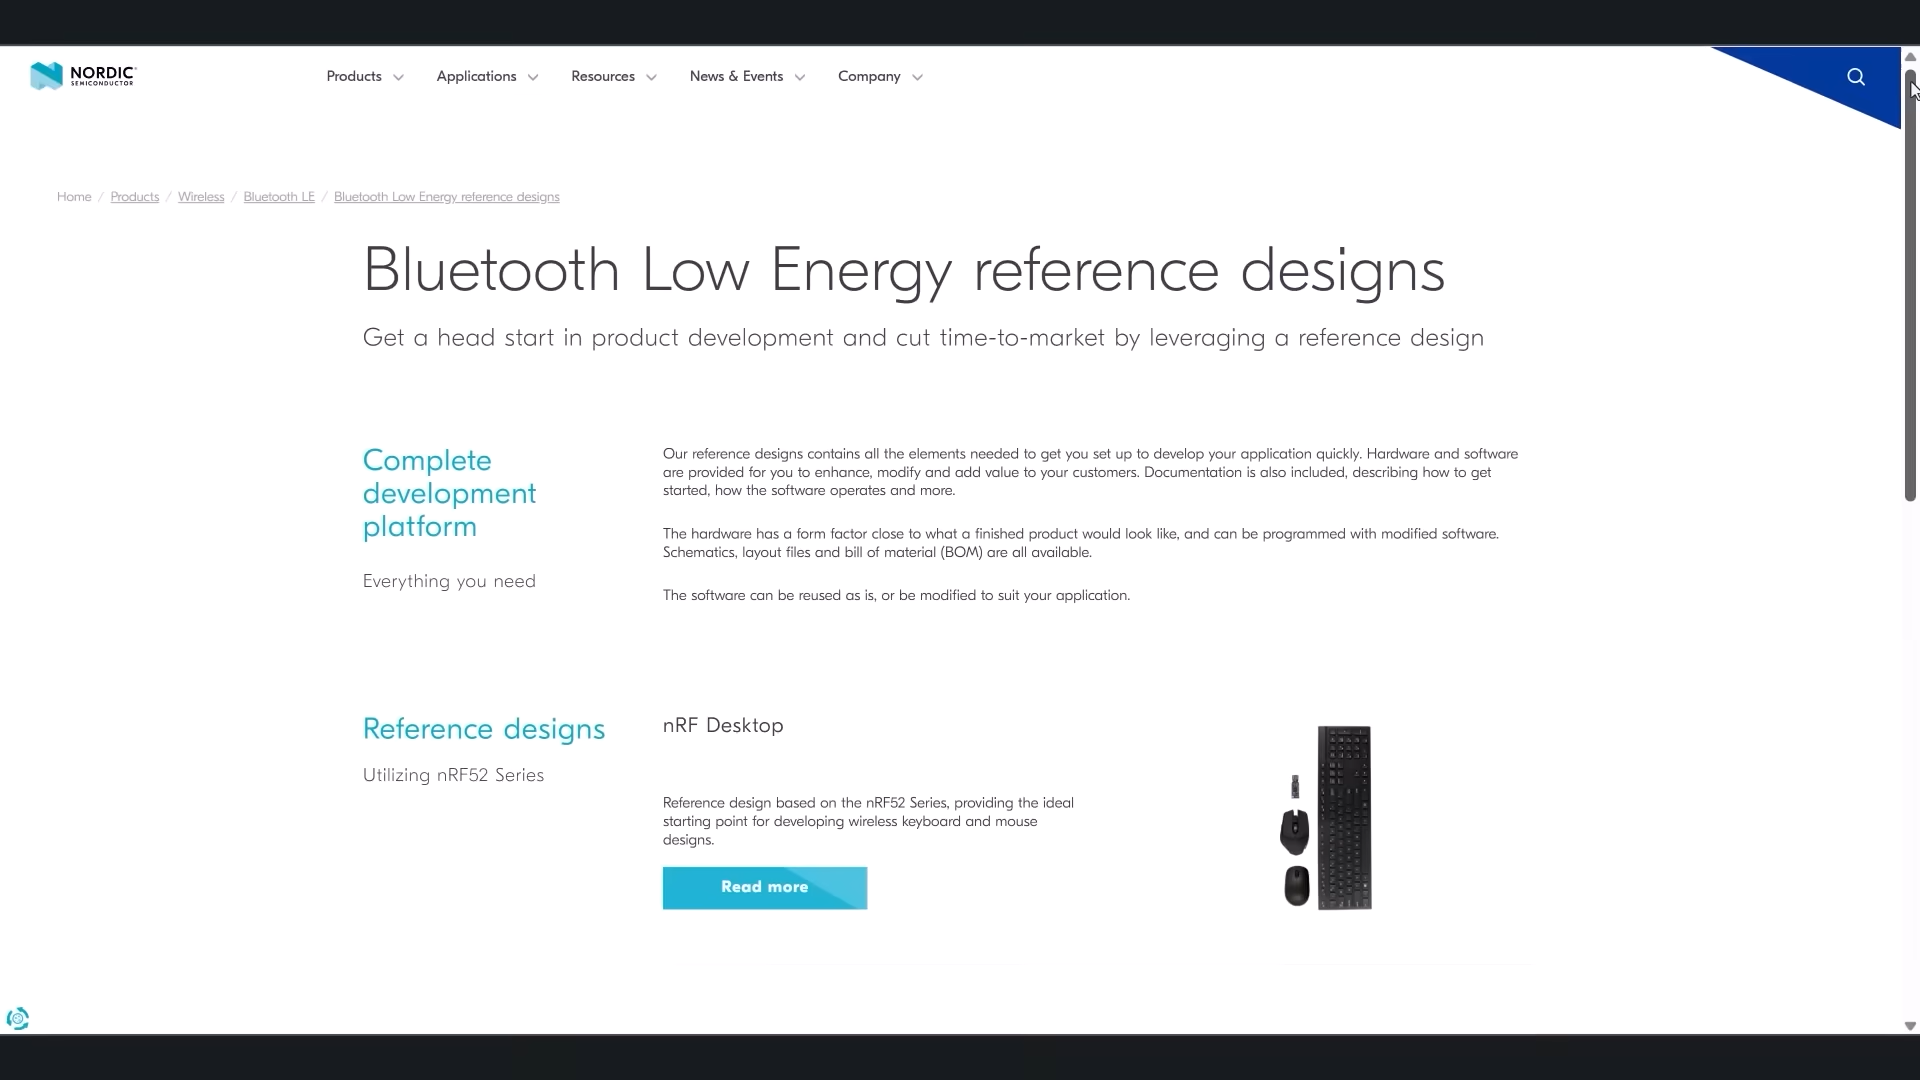 NORDIC
SEMICONDUCTOR
Products
Applications
Resources
News & Events
Company
Home / Products / Wireless / Bluetooth LE / Bluetooth Low Energy reference designs
Bluetooth Low Energy reference designs
Get a head start in product development and cut time-to-market by leveraging a reference design
Complete
development
platform
Everything you need
Our reference designs contains all the elements needed to get you set up to develop your application quickly. Hardware and software
are provided for you to enhance, modify and add value to your customers. Documentation is also included, describing how to get
started, how the software operates and more.
The hardware has a form factor close to what a finished product would look like, and can be programmed with modified software.
Schematics, layout files and bill of material (BOM) are all available.
The software can be reused as is, or be modified to suit your application.
Reference designs
Utilizing nRF52 Series
nRF Desktop
Reference design based on the nRF52 Series, providing the ideal
starting point for developing wireless keyboard and mouse
designs.
Read more